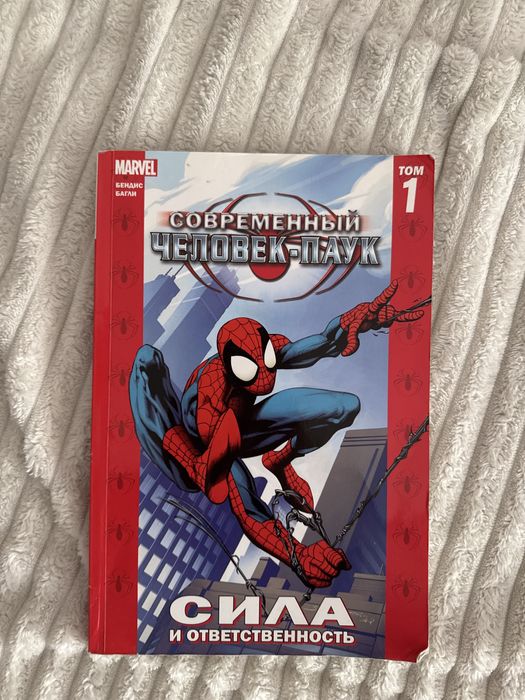 MARVEL
БЕНДИС
БАГЛИ
ТОМ
1
СОВРЕМЕННЫЙ
ЧЕЛОВЕК-ПАУК
СИЛА
И ОТВЕТСТВЕННОСТЬ